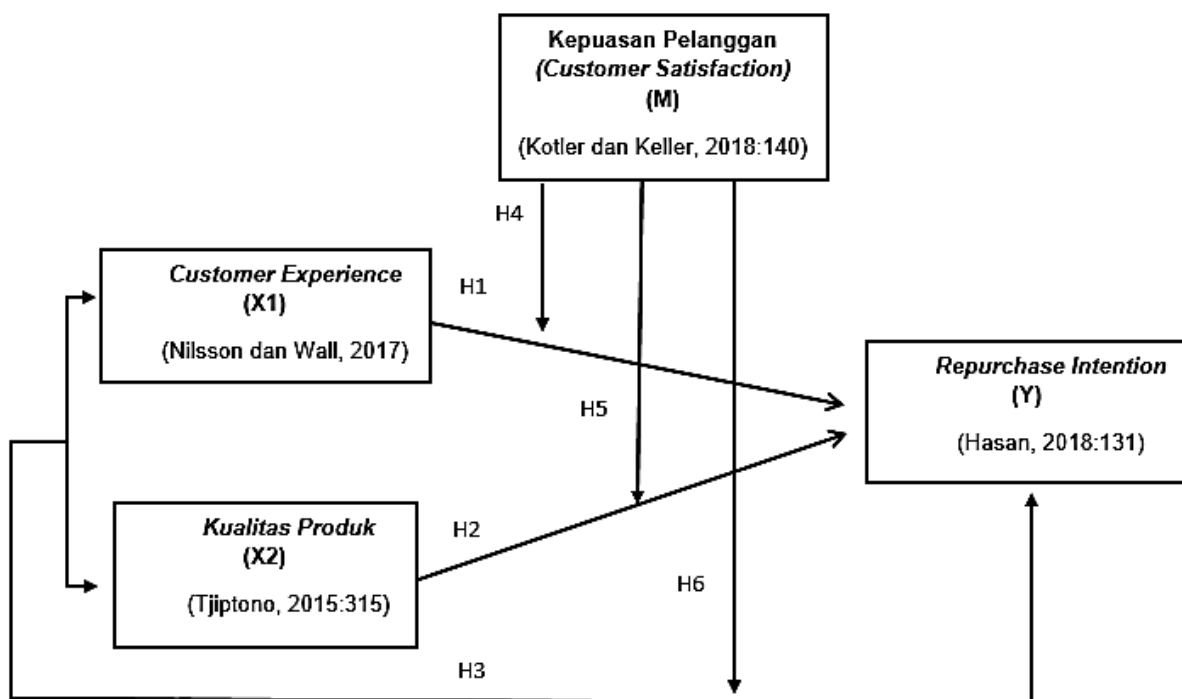 Kepuasan Pelanggan
(Customer Satisfaction)
(M)
(Kotler dan Keller, 2018:140)
H4
Customer Experience
(X1)
(Nilsson dan Wall, 2017)
H1
Repurchase Intention
(Y)
(Hasan, 2018:131)
H5
Kualitas Produk
(X2)
(Tjiptono, 2015:315)
H2
H6
H3